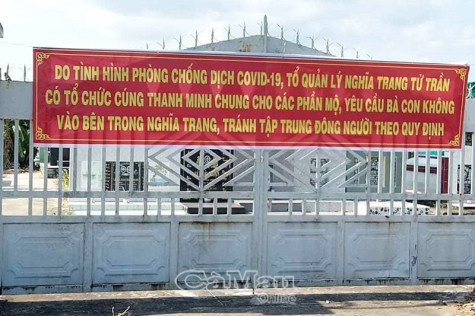 DO TÌNH HÌNH PHÒNG CHỐNG DỊCH COVID-19, TỔ QUẢN LÝ NGHĨA TRANG TỪ TRẦN
CÓ TỔ CHỨC CÚNG THANH MINH CHUNG CHO CÁC PHẦN MỘ, YÊU CẦU BÀ CON KHÔNG
VÀO BÊN TRONG NGHĨA TRANG, TRÁNH TẬP TRUNG ĐÔNG NGƯỜI THEO QUY ĐỊNH
Cà Mau